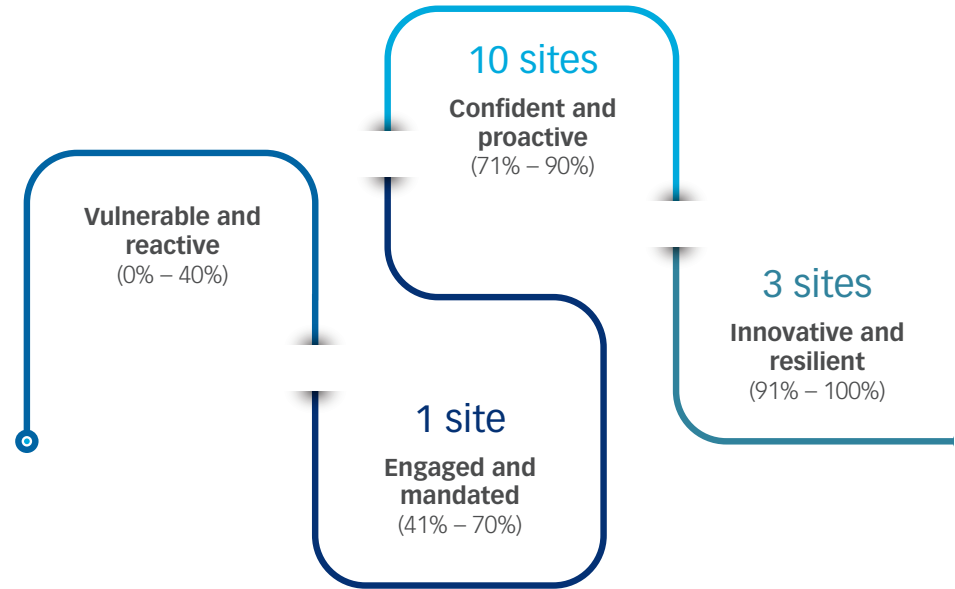 Vulnerable and
reactive
(0% – 40%)
1 site
Engaged and
mandated
(41% – 70%)
10 sites
Confident and
proactive
(71% – 90%)
3 sites
Innovative and
resilient
(91% – 100%)